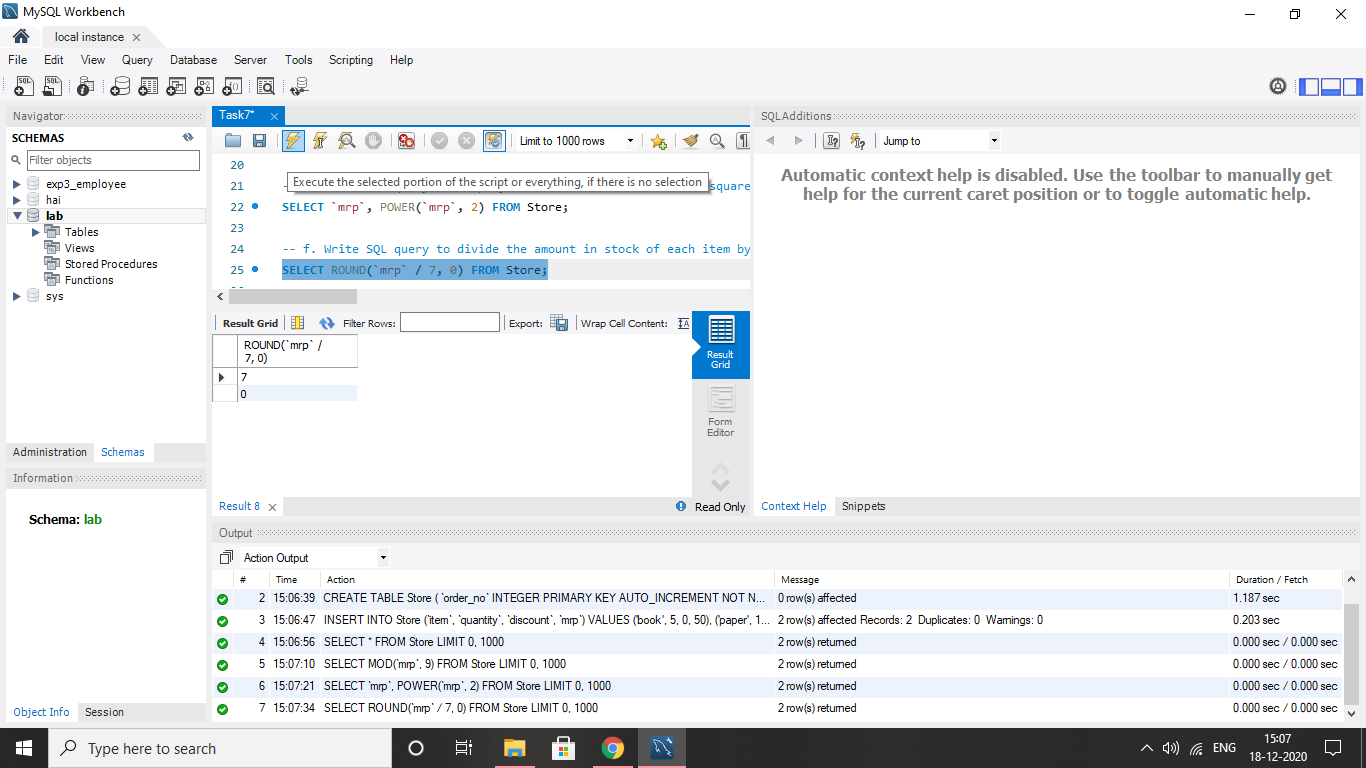 MySQL Workbench
local instance
File Edit View Query Database Server Tools Scripting Help
Navigator
SCHEMAS
Filter objects
exp3_employee
hai
lab
Tables
Views
Stored Procedures
Functions
sys
Administration Schemas
Information
Schema: lab
Object Info Session
Task7*
Limit to 1000 rows
20
Execute the selected portion of the script or everything, if there is no selection
21 square
22 SELECT `mrp`, POWER(`mrp`, 2) FROM Store;
23
24 -- f. Write SQL query to divide the amount in stock of each item by
25 SELECT ROUND(`mrp` / 7, 0) FROM Store;
Result Grid Filter Rows: Export: Wrap Cell Content:
ROUND(`mrp` /
7, 0)
7
0
Result
Grid
Form
Editor
Result 8 Read Only
SQLAdditions
Jump to
Automatic context help is disabled. Use the toolbar to manually get
help for the current caret position or to toggle automatic help.
Context Help Snippets
Output
Action Output
# Time Action Message Duration / Fetch
2 15:06:39 CREATE TABLE Store ( `order_no` INTEGER PRIMARY KEY AUTO_INCREMENT NOT N... 0 row(s) affected 1.187 sec
3 15:06:47 INSERT INTO Store (`item`, `quantity`, `discount`, `mrp`) VALUES ('book', 5, 0, 50), ('paper', 1... 2 row(s) affected Records: 2 Duplicates: 0 Warnings: 0 0.203 sec
4 15:06:56 SELECT * FROM Store LIMIT 0, 1000 2 row(s) returned 0.000 sec / 0.000 sec
5 15:07:10 SELECT MOD(`mrp`, 9) FROM Store LIMIT 0, 1000 2 row(s) returned 0.000 sec / 0.000 sec
6 15:07:21 SELECT `mrp`, POWER(`mrp`, 2) FROM Store LIMIT 0, 1000 2 row(s) returned 0.000 sec / 0.000 sec
7 15:07:34 SELECT ROUND(`mrp` / 7, 0) FROM Store LIMIT 0, 1000 2 row(s) returned 0.000 sec / 0.000 sec
Type here to search
ENG
15:07
18-12-2020